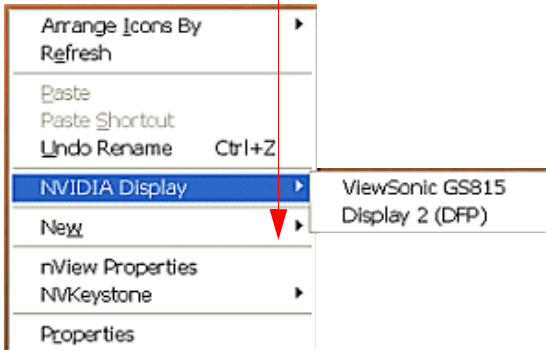 Arrange Icons By
Refresh
Paste
Paste Shortcut
Undo Rename Ctrl+Z
NVIDIA Display
ViewSonic GS815
Display 2 (DFP)
New
nView Properties
NVKeystone
Properties